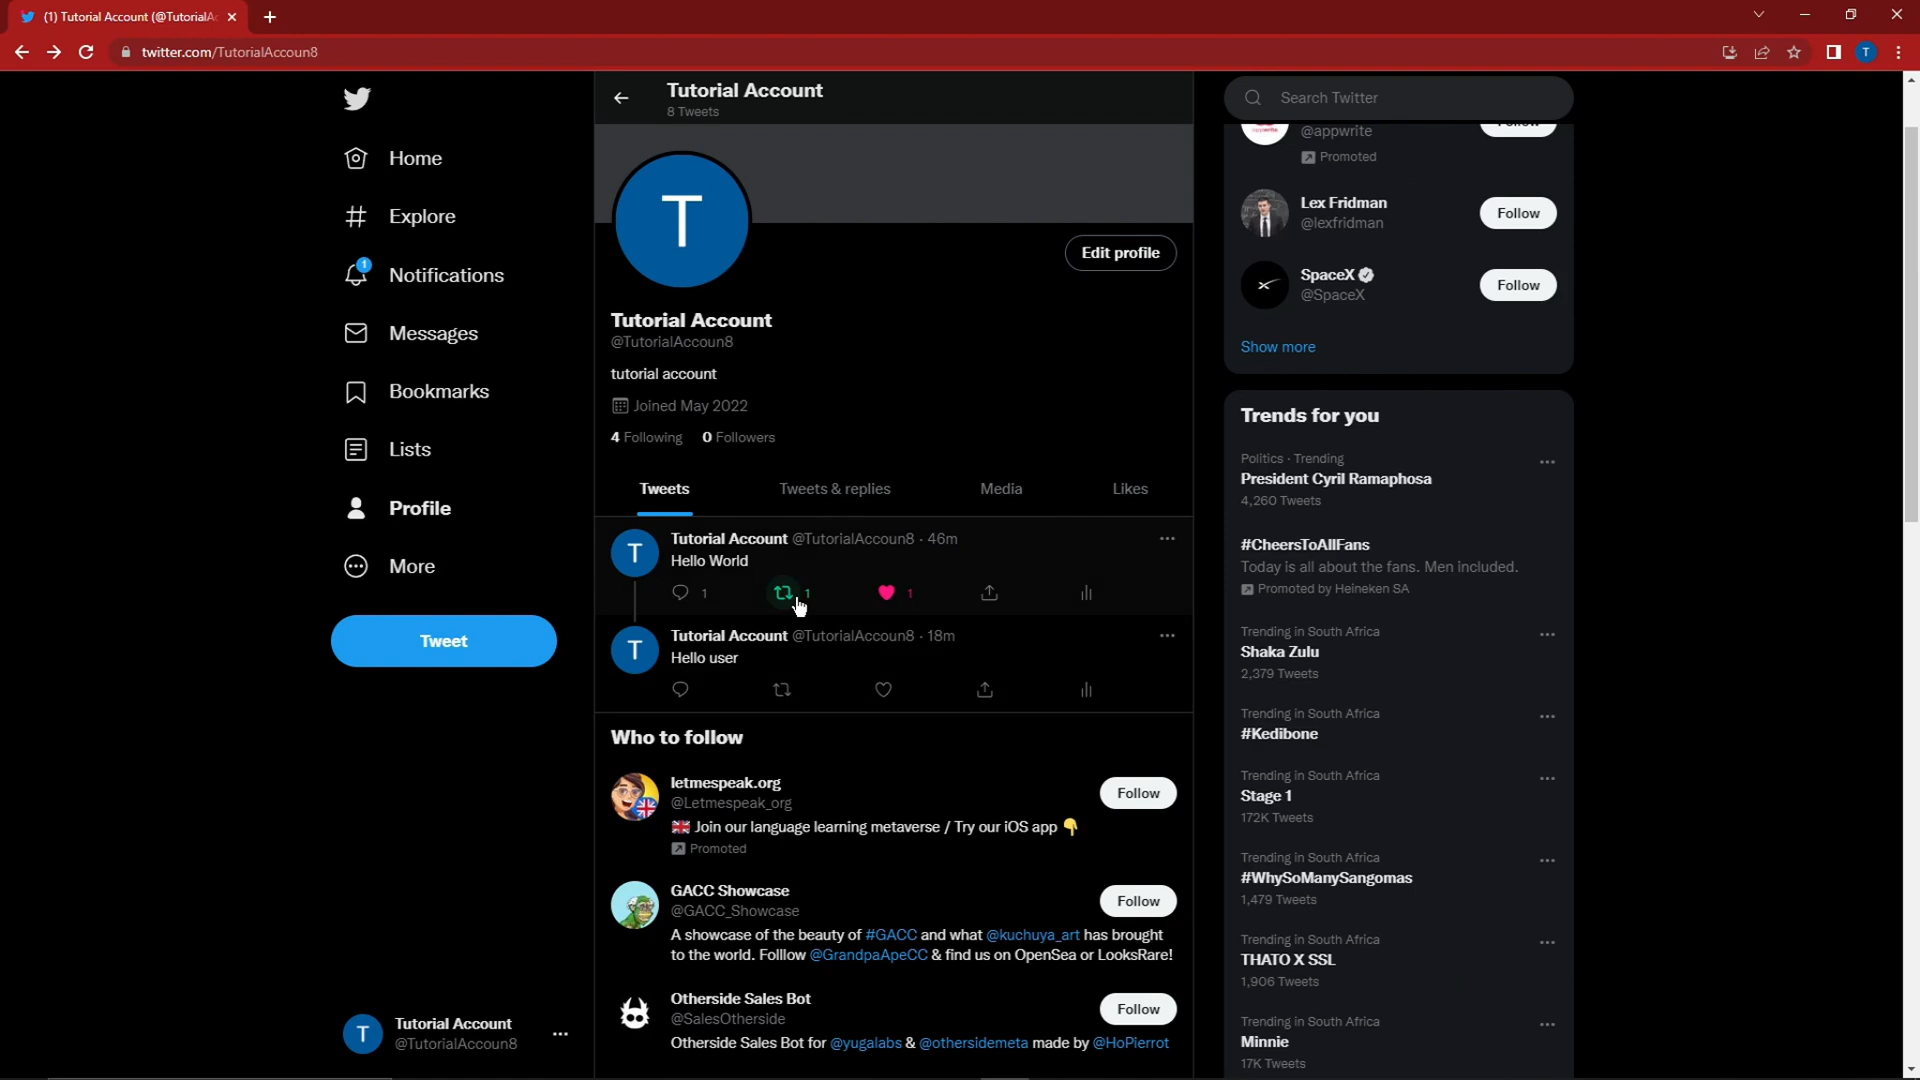 (1) Tutorial Account (@TutorialA
twitter.com/TutorialAccoun8
T
Home
Explore
1
Notifications
Messages
Bookmarks
Lists
Profile
More
Tweet
Tutorial Account
@TutorialAccoun8
T
Tutorial Account
8 Tweets
T
Edit profile
Tutorial Account
@TutorialAccoun8
tutorial account
Joined May 2022
4 Following 0 Followers
Tweets Tweets & replies Media Likes
T
Tutorial Account @TutorialAccoun8 · 46m
Hello World
1 1 1
T
Tutorial Account @TutorialAccoun8 · 18m
Hello user
Who to follow
letmespeak.org
@Letmespeak_org
Follow
🇬🇧 Join our language learning metaverse / Try our iOS app 👇
Promoted
GACC Showcase
@GACC_Showcase
Follow
A showcase of the beauty of #GACC and what @kuchuya_art has brought
to the world. Folllow @GrandpaApeCC & find us on OpenSea or LooksRare!
Otherside Sales Bot
@SalesOtherside
Follow
Otherside Sales Bot for @yugalabs & @othersidemeta made by @HoPierrot
Search Twitter
@appwrite
Promoted
Lex Fridman
@lexfridman
Follow
SpaceX
@SpaceX
Follow
Show more
Trends for you
Politics · Trending
President Cyril Ramaphosa
4,260 Tweets
#CheersToAllFans
Today is all about the fans. Men included.
Promoted by Heineken SA
Trending in South Africa
Shaka Zulu
2,379 Tweets
Trending in South Africa
#Kedibone
Trending in South Africa
Stage 1
172K Tweets
Trending in South Africa
#WhySoManySangomas
1,479 Tweets
Trending in South Africa
THATO X SSL
1,906 Tweets
Trending in South Africa
Minnie
17K Tweets